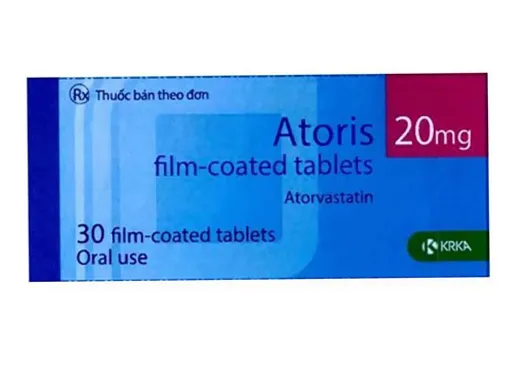 Rx Thuốc bán theo đơn
Atoris 20mg
film-coated tablets
Atorvastatin
30 film-coated tablets
Oral use
KRKA